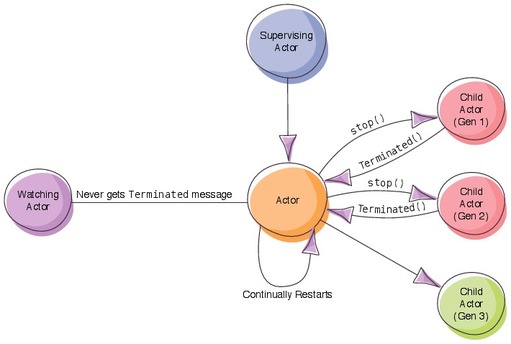 Supervising
Actor
Child
Actor
(Gen 1)
stop()
Terminated()
stop()
Terminated()
Child
Actor
(Gen 2)
Watching
Actor
Never gets Terminated message
Actor
Continually Restarts
Child
Actor
(Gen 3)